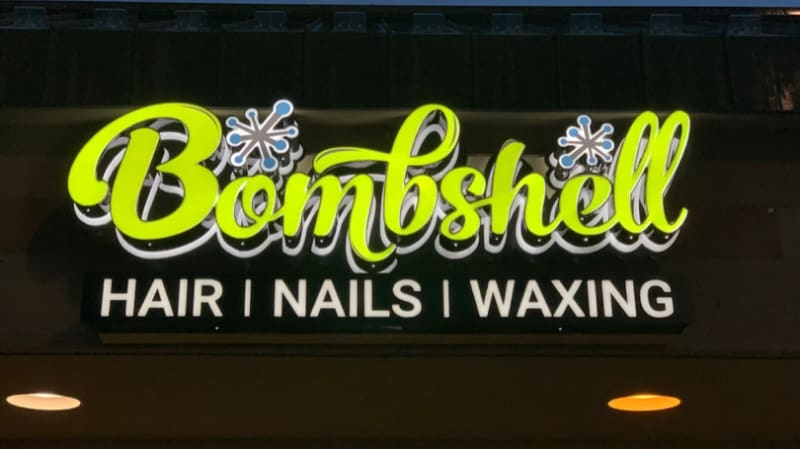 Bombshell
HAIR | NAILS | WAXING